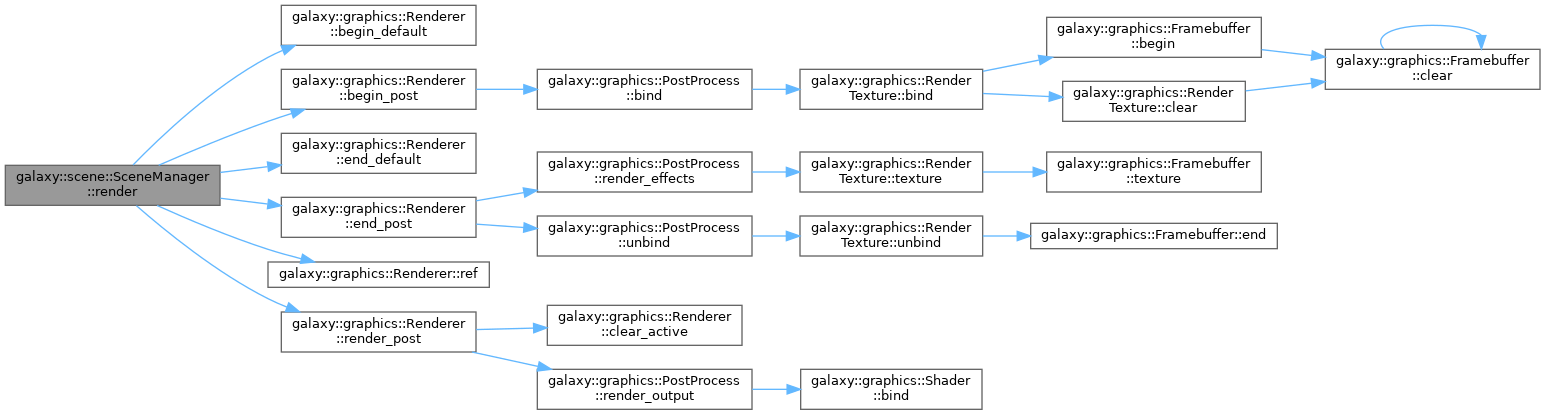 galaxy::scene::SceneManager
::render
galaxy::graphics::Renderer
::begin_default
galaxy::graphics::Renderer
::begin_post
galaxy::graphics::Renderer
::end_default
galaxy::graphics::Renderer
::end_post
galaxy::graphics::Renderer::ref
galaxy::graphics::Renderer
::render_post
galaxy::graphics::PostProcess
::bind
galaxy::graphics::PostProcess
::render_effects
galaxy::graphics::PostProcess
::unbind
galaxy::graphics::Renderer
::clear_active
galaxy::graphics::PostProcess
::render_output
galaxy::graphics::Render
Texture::bind
galaxy::graphics::Render
Texture::texture
galaxy::graphics::Render
Texture::unbind
galaxy::graphics::Shader
::bind
galaxy::graphics::Framebuffer
::begin
galaxy::graphics::Render
Texture::clear
galaxy::graphics::Framebuffer
::texture
galaxy::graphics::Framebuffer::end
galaxy::graphics::Framebuffer
::clear